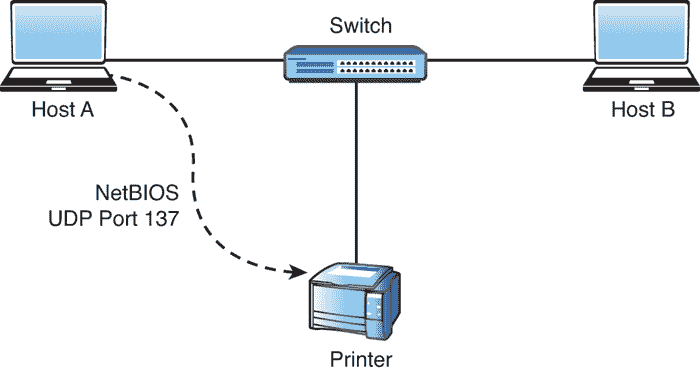 Switch
Host A
Host B
NetBIOS
UDP Port 137
Printer